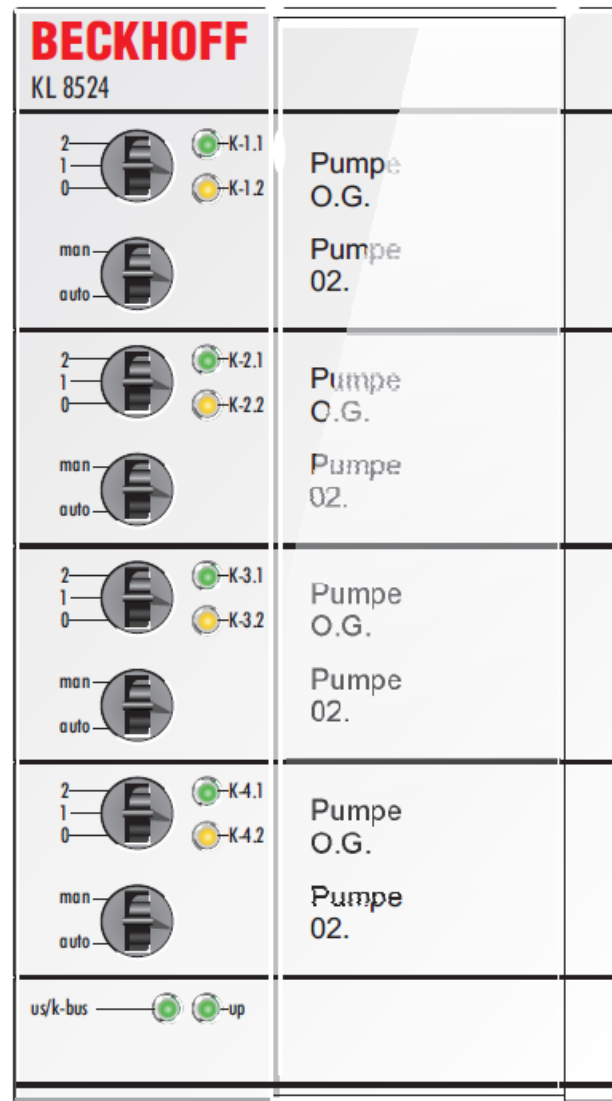 BECKHOFF
KL 8524
2
1
0
K-1.1
K-1.2
man
auto
Pumpe
O.G.
Pumpe
02.
2
1
0
K-2.1
K-2.2
man
auto
Pumpe
O.G.
Pumpe
02.
2
1
0
K-3.1
K-3.2
man
auto
Pumpe
O.G.
Pumpe
02.
2
1
0
K-4.1
K-4.2
man
auto
Pumpe
O.G.
Pumpe
02.
us/k-bus
up